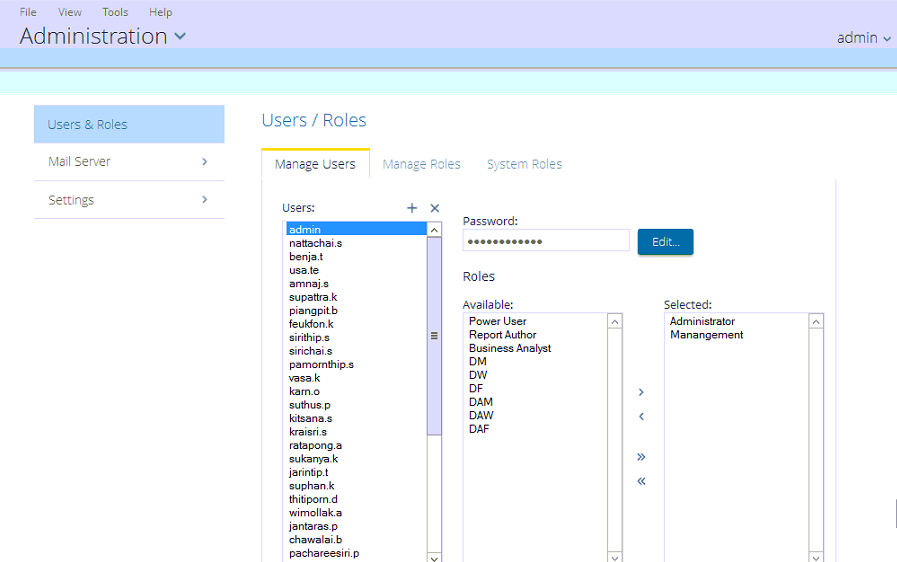 File View Tools Help
Administration
admin
Users & Roles
Mail Server
Settings
Users / Roles
Manage Users Manage Roles System Roles
Users:
admin
nattachai.s
benja.t
usa.te
amnaj.s
supattra.k
piangpit.b
feukfon.k
sirithip.s
sirichai.s
pamornthip.s
vasa.k
karn.o
suthus.p
kitsana.s
kraisri.s
ratapong.a
sukanya.k
jarintip.t
suphan.k
thitiporn.d
wimollak.a
jantaras.p
chawalai.b
pachareesiri.p
Password:
Edit...
Roles
Available:
Power User
Report Author
Business Analyst
DM
DW
DF
DAM
DAW
DAF
Selected:
Administrator
Manangement